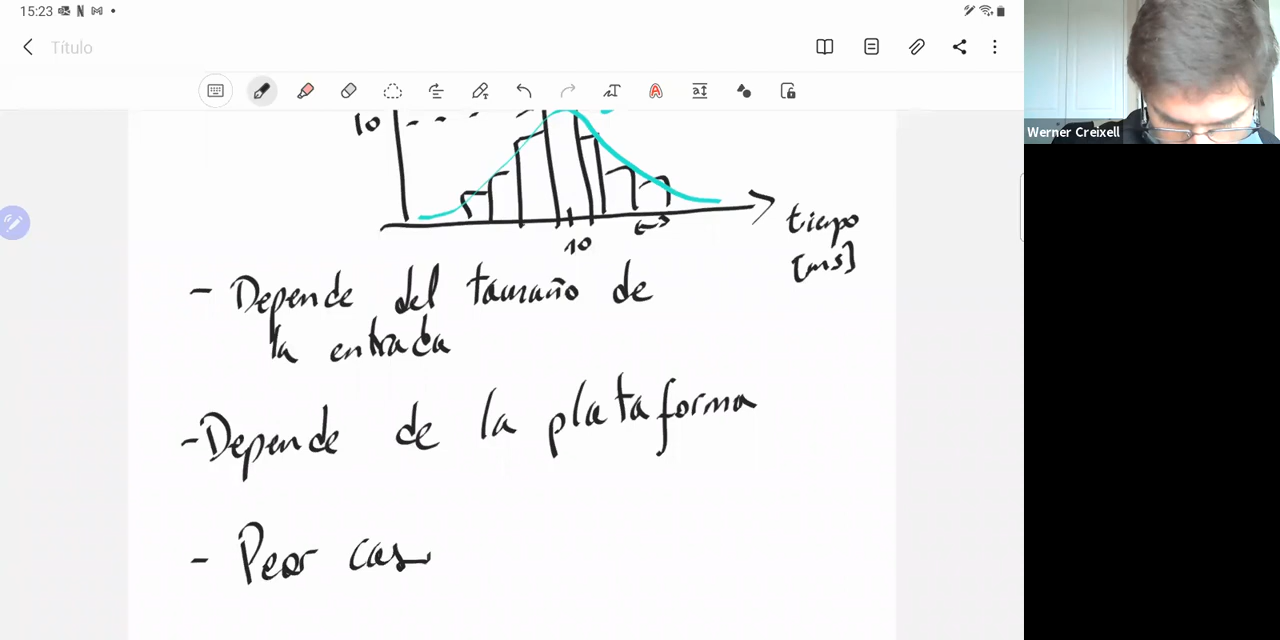 15:23
Título
Werner Creixell
10
10
tiempo
[ms]
- Depende del tamaño de
la entrada
- Depende de la plataforma
- Peor cas